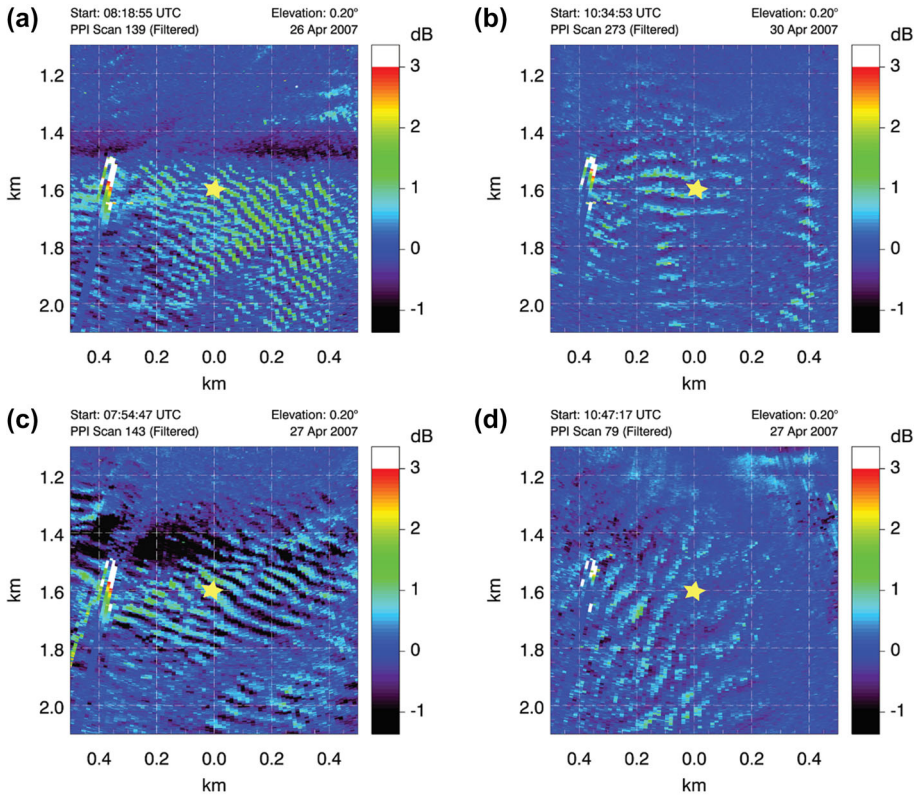 (a)
Start: 08:18:55 UTC Elevation: 0.20°
PPI Scan 139 (Filtered) 26 Apr 2007
dB
3
2
1
0
-1
km
1.2
1.4
1.6
1.8
2.0
0.4 0.2 0.0 0.2 0.4
km
(b)
Start: 10:34:53 UTC Elevation: 0.20°
PPI Scan 273 (Filtered) 30 Apr 2007
dB
3
2
1
0
-1
km
1.2
1.4
1.6
1.8
2.0
0.4 0.2 0.0 0.2 0.4
km
(c)
Start: 07:54:47 UTC Elevation: 0.20°
PPI Scan 143 (Filtered) 27 Apr 2007
dB
3
2
1
0
-1
km
1.2
1.4
1.6
1.8
2.0
0.4 0.2 0.0 0.2 0.4
km
(d)
Start: 10:47:17 UTC Elevation: 0.20°
PPI Scan 79 (Filtered) 27 Apr 2007
dB
3
2
1
0
-1
km
1.2
1.4
1.6
1.8
2.0
0.4 0.2 0.0 0.2 0.4
km